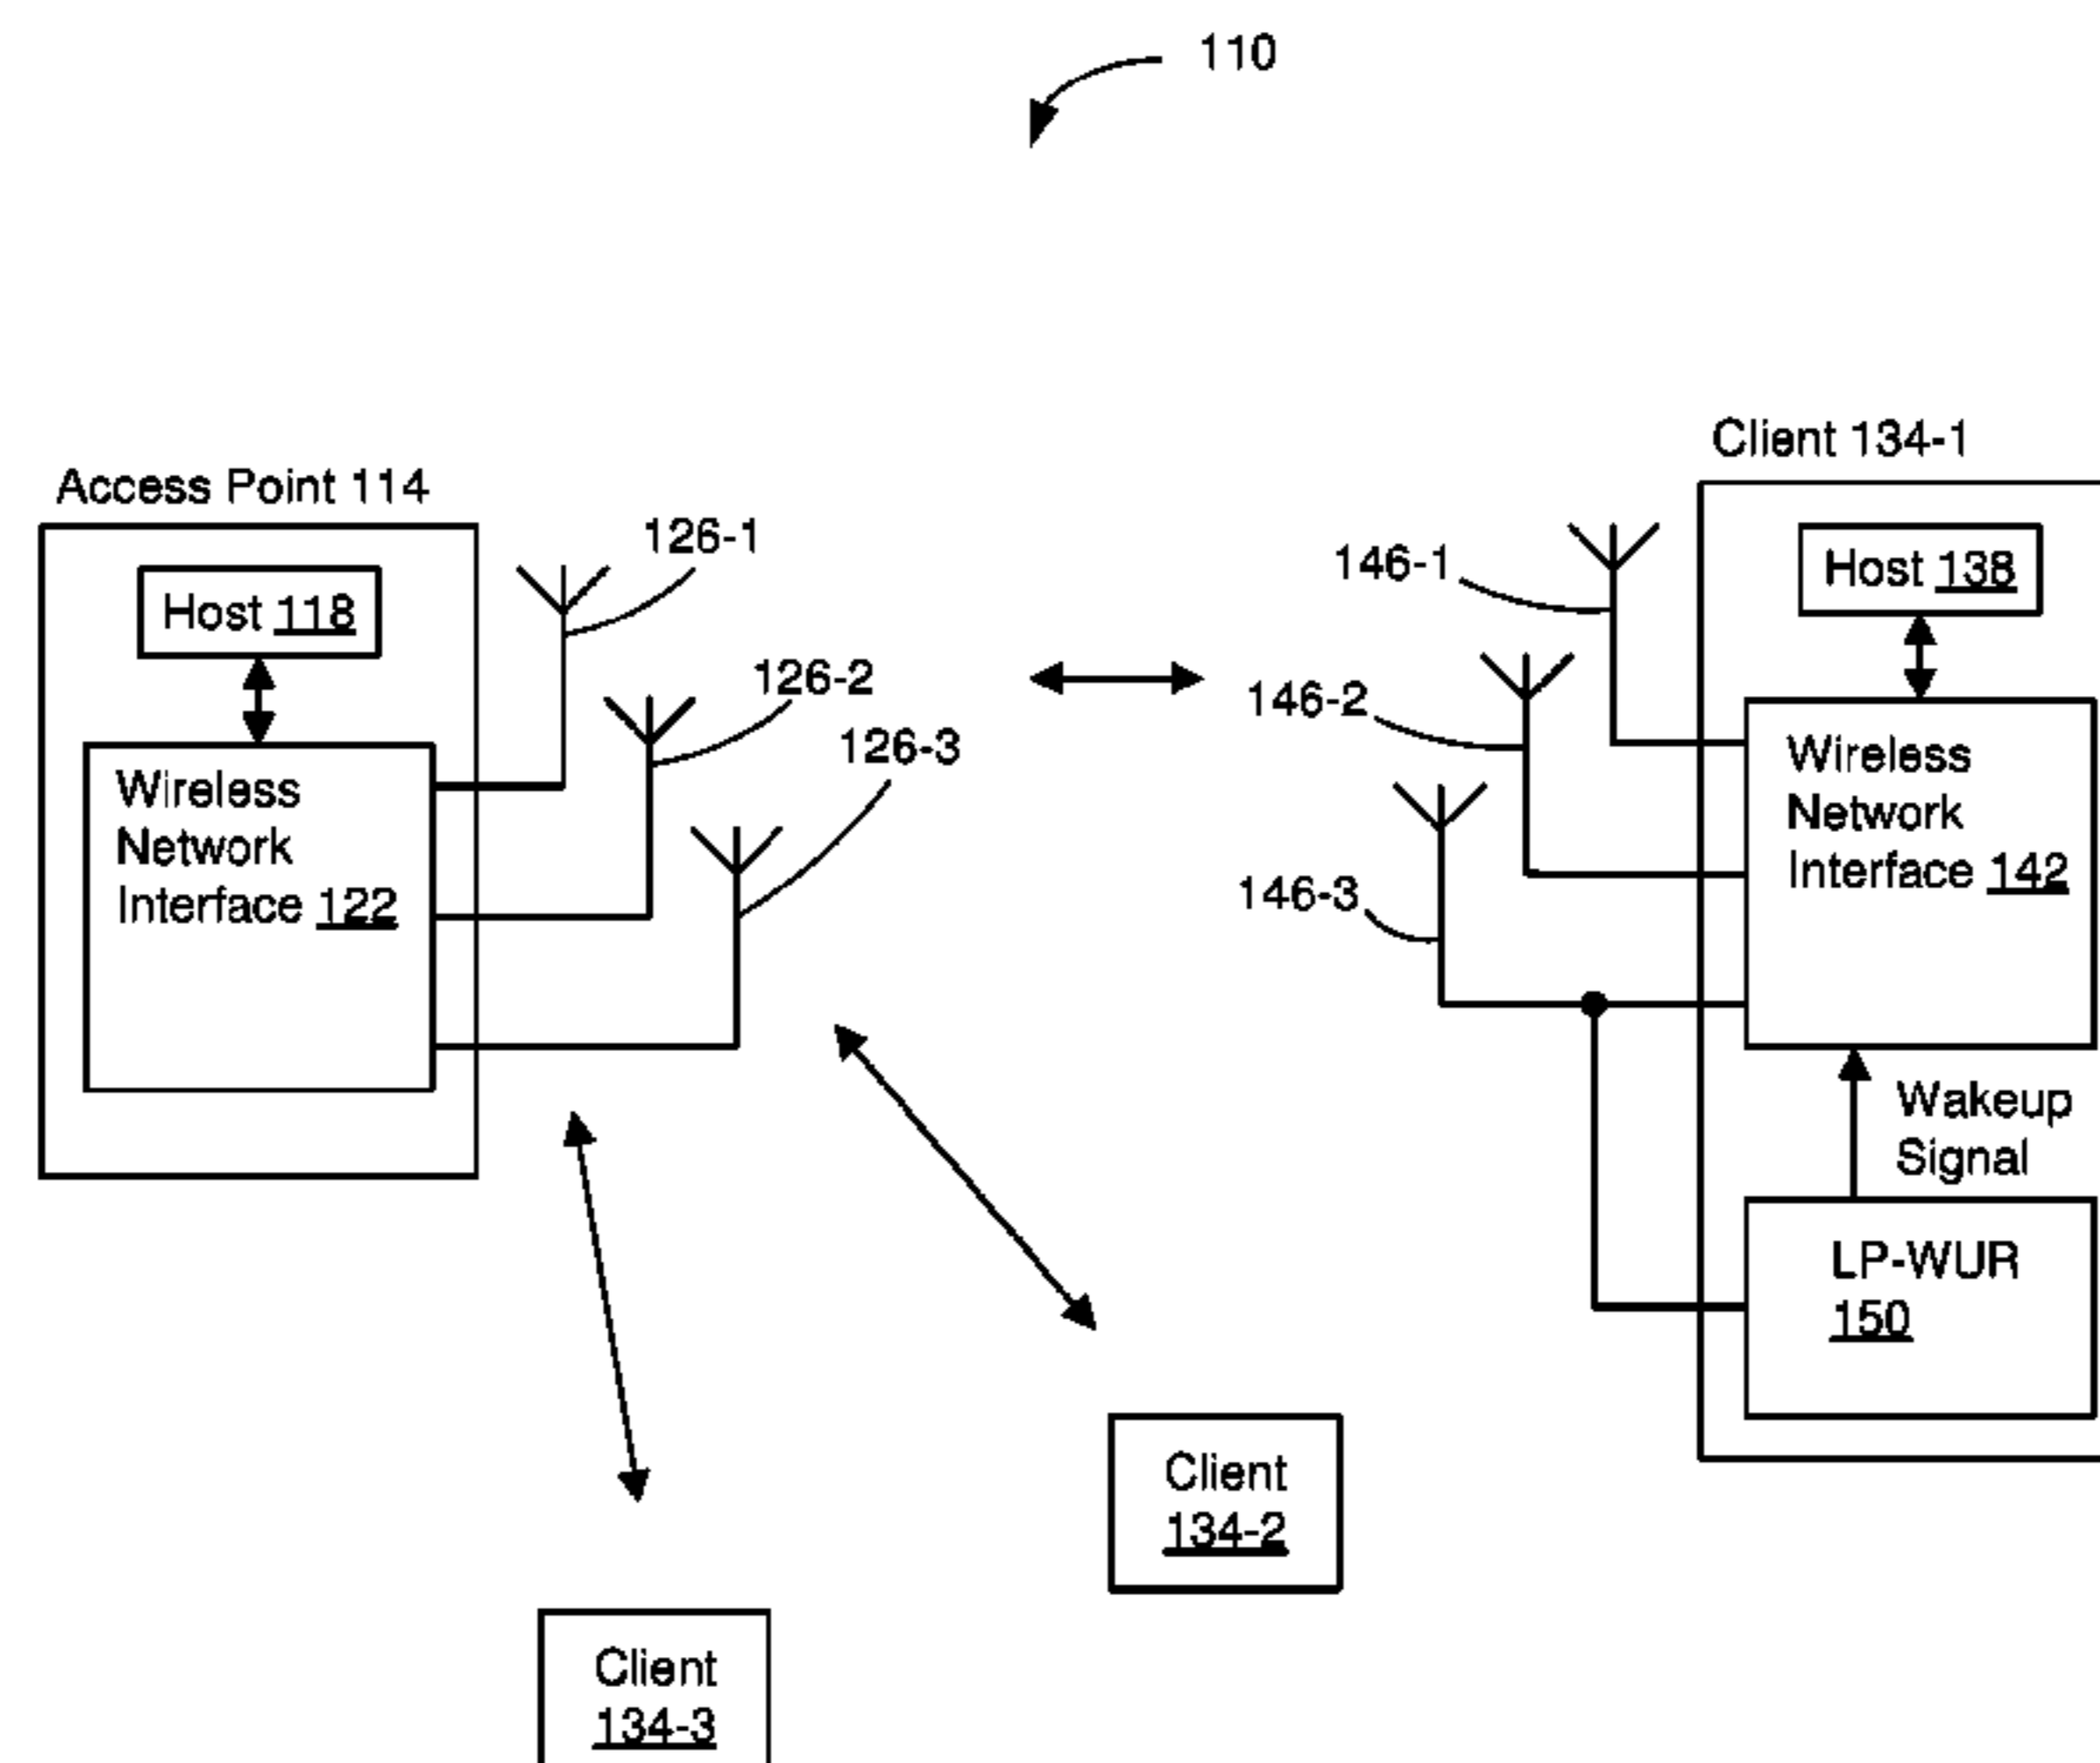 110
Access Point 114
Host 118
Wireless
Network
Interface 122
126-1
126-2
126-3
Client 134-1
146-1
146-2
146-3
Host 138
Wireless
Network
Interface 142
Wakeup
Signal
LP-WUR
150
Client
134-2
Client
134-3